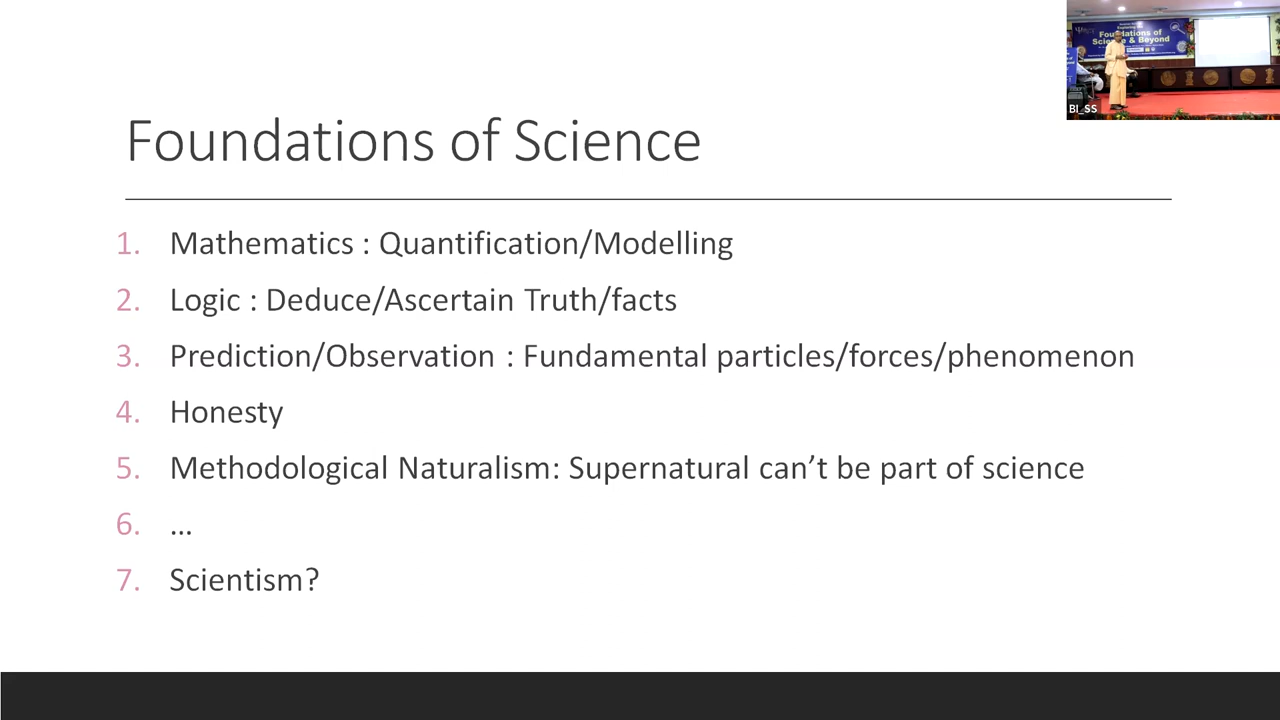 Foundations of
Science & Beyond
BI_SS
Foundations of Science
1. Mathematics : Quantification/Modelling
2. Logic : Deduce/Ascertain Truth/facts
3. Prediction/Observation : Fundamental particles/forces/phenomenon
4. Honesty
5. Methodological Naturalism: Supernatural can’t be part of science
6. …
7. Scientism?